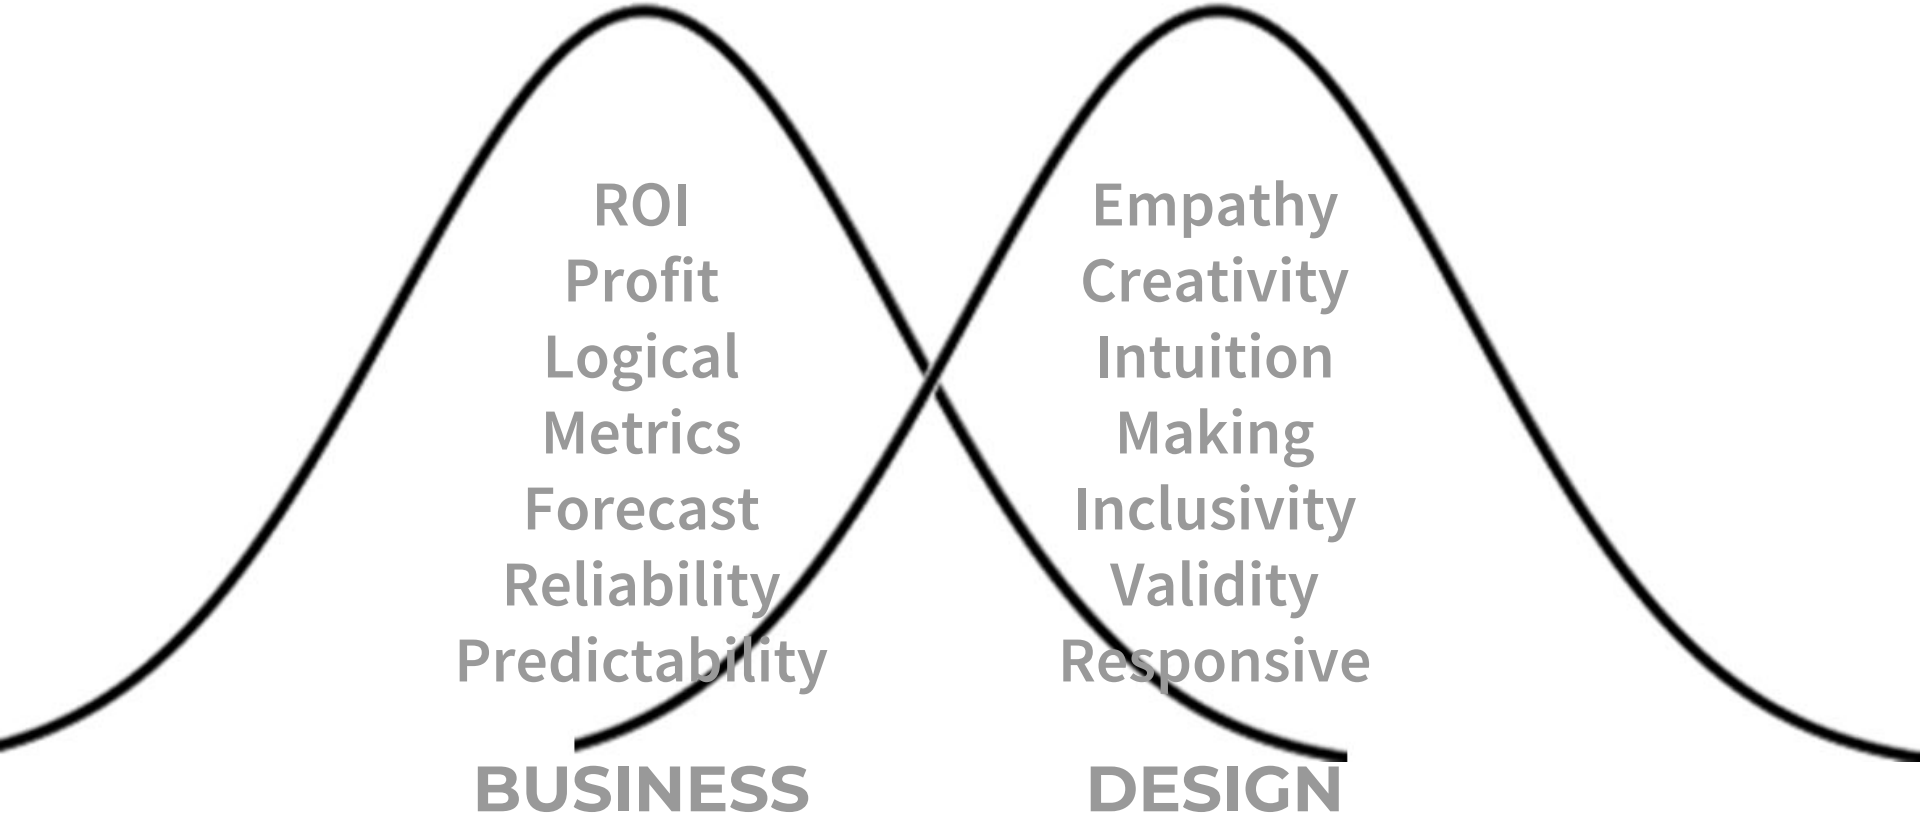 ROI
Profit
Logical
Metrics
Forecast
Reliability
Predictability
BUSINESS
Empathy
Creativity
Intuition
Making
Inclusivity
Validity
Responsive
DESIGN